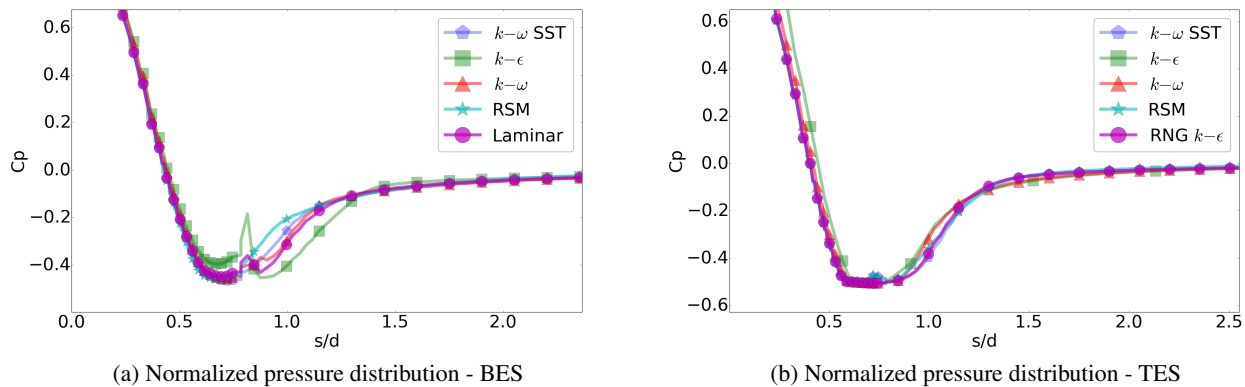 0.6
0.4
0.2
0.0
−0.2
−0.4
Cp
0.0 0.5 1.0 1.5 2.0
s/d
k−ω SST
k−ϵ
k−ω
RSM
Laminar
(a) Normalized pressure distribution - BES
0.6
0.4
0.2
0.0
−0.2
−0.4
−0.6
Cp
0.5 1.0 1.5 2.0 2.5
s/d
k−ω SST
k−ϵ
k−ω
RSM
RNG k−ϵ
(b) Normalized pressure distribution - TES